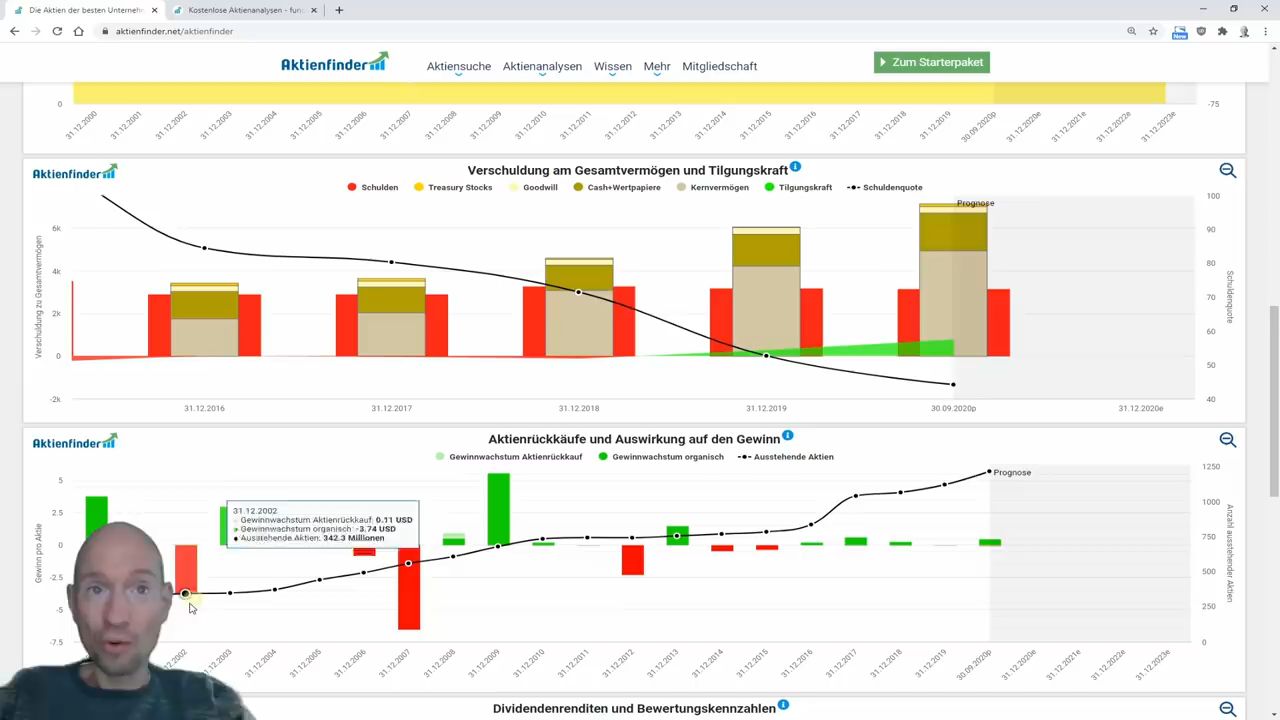 Die Aktien der besten Unternehm
Kostenlose Aktienanalysen - fund
aktienfinder.net/aktienfinder
New
Aktienfinder
Aktiensuche
Aktienanalysen
Wissen
Mehr
Mitgliedschaft
Zum Starterpaket
0
-75
31.12.2000
31.12.2001
31.12.2002
31.12.2003
31.12.2004
31.12.2005
31.12.2006
31.12.2007
31.12.2008
31.12.2009
31.12.2010
31.12.2011
31.12.2012
31.12.2013
31.12.2014
31.12.2015
31.12.2016
31.12.2017
31.12.2018
31.12.2019
30.09.2020p
31.12.2020e
31.12.2021e
31.12.2022e
31.12.2023e
Aktienfinder
Verschuldung am Gesamtvermögen und Tilgungskraft
Schulden
Treasury Stocks
Goodwill
Cash+Wertpapiere
Kernvermögen
Tilgungskraft
Schuldenquote
Verschuldung zu Gesamtvermögen
6k
4k
2k
0
-2k
Prognose
100
90
80
70
60
50
40
Schuldenquote
31.12.2016
31.12.2017
31.12.2018
31.12.2019
30.09.2020p
31.12.2020e
Aktienfinder
Aktienrückkäufe und Auswirkung auf den Gewinn
Gewinnwachstum Aktienrückkauf
Gewinnwachstum organisch
Ausstehende Aktien
Gewinn pro Aktie
5
2.5
0
-2.5
-5
-7.5
31.12.2002
Gewinnwachstum Aktienrückkauf: 0.11 USD
Gewinnwachstum organisch: -3.74 USD
Ausstehende Aktien: 342.3 Millionen
Prognose
1250
1000
750
500
250
0
Anzahl ausstehender Aktien
31.12.2002
31.12.2003
31.12.2004
31.12.2005
31.12.2006
31.12.2007
31.12.2008
31.12.2009
31.12.2010
31.12.2011
31.12.2012
31.12.2013
31.12.2014
31.12.2015
31.12.2016
31.12.2017
31.12.2018
31.12.2019
30.09.2020p
31.12.2020e
31.12.2021e
31.12.2022e
31.12.2023e
Dividendenrenditen und Bewertungskennzahlen